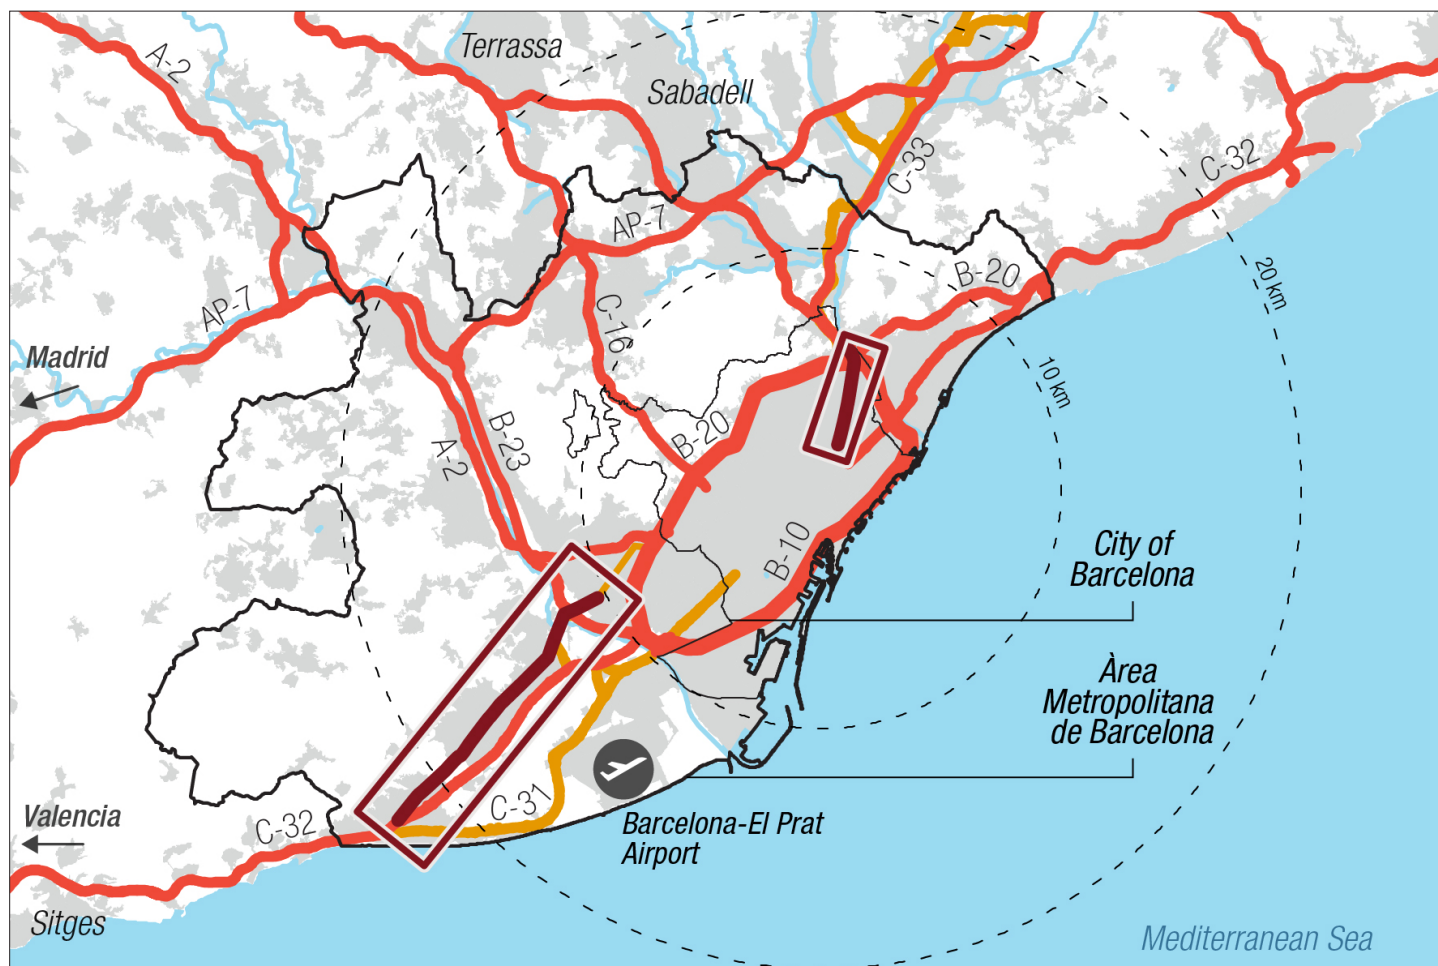 A-2
Terrassa
Sabadell
C-33
C-32
AP-7
20 km
B-20
AP-7
C-16
Madrid
10 km
B-20
B-23
A-2
City of
Barcelona
B-10
Àrea
Metropolitana
de Barcelona
C-31
Valencia
C-32
Barcelona-El Prat
Airport
Sitges
Mediterranean Sea